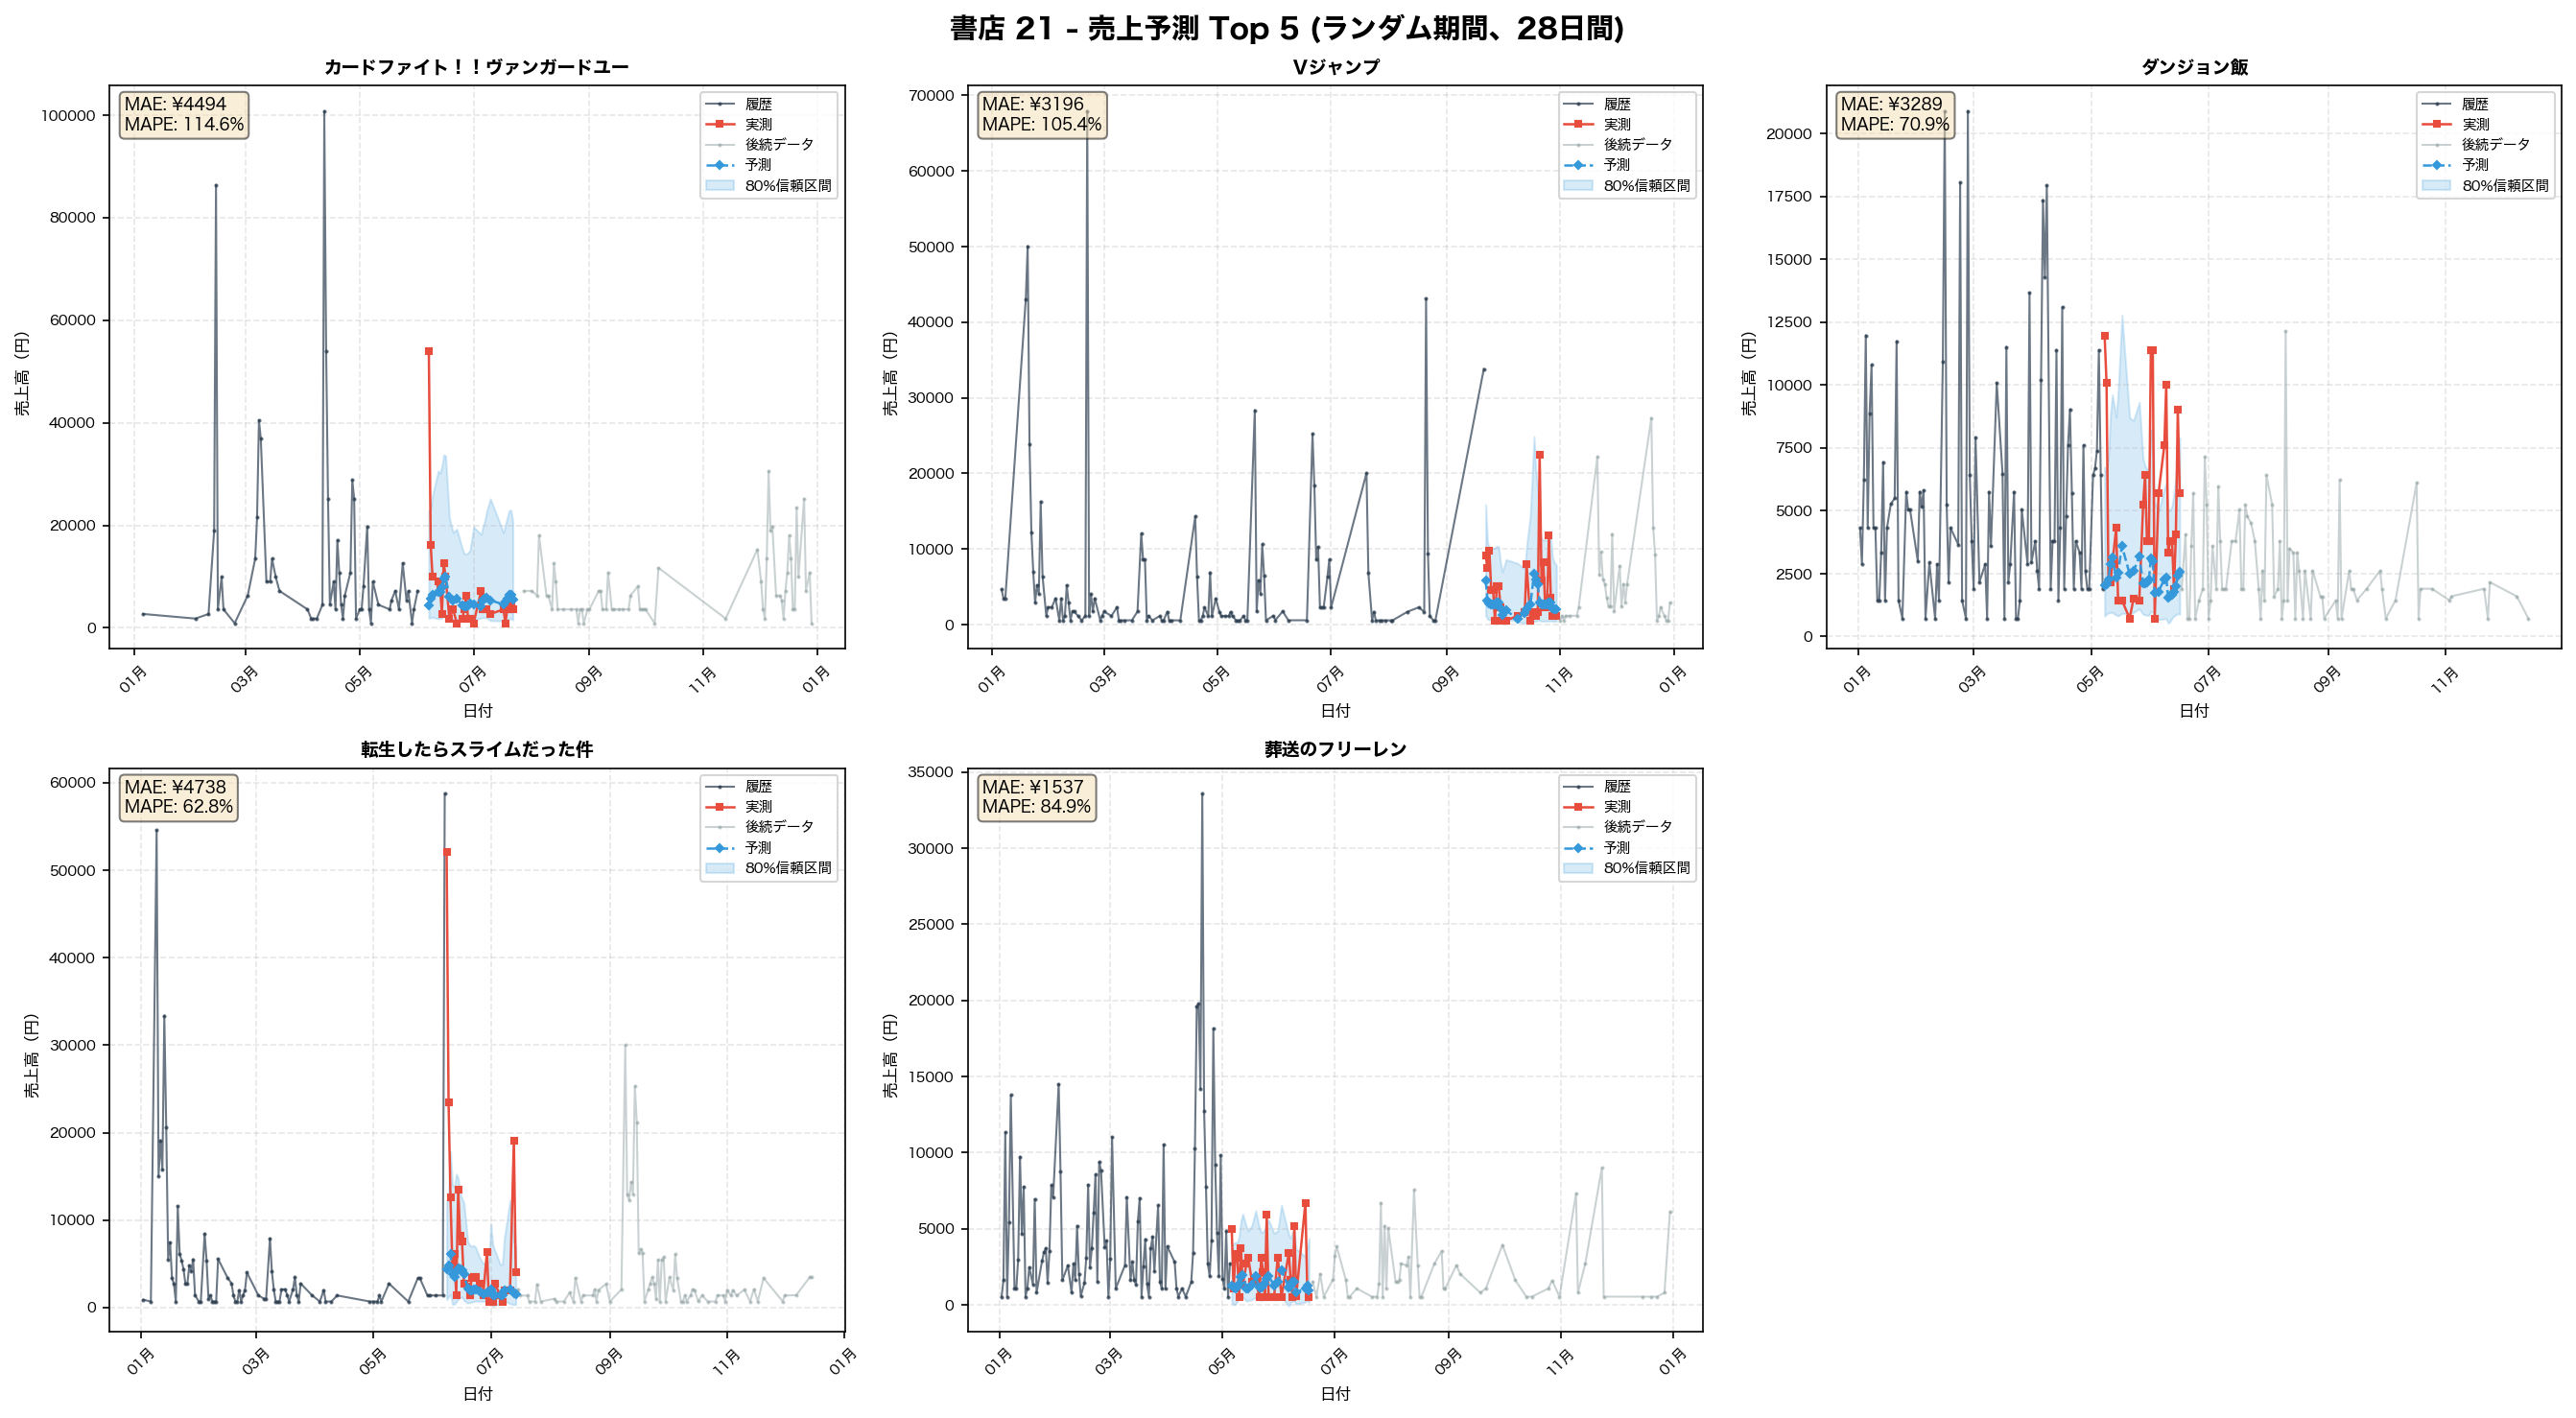 書店 21 - 売上予測 Top 5 (ランダム期間、28日間)
カードファイト！！ヴァンガードユー
MAE: ¥4494
MAPE: 114.6%
履歴
実測
後続データ
予測
80%信頼区間
100000
80000
60000
40000
20000
0
売上高（円）
01月
03月
05月
07月
09月
11月
01月
日付
Vジャンプ
MAE: ¥3196
MAPE: 105.4%
履歴
実測
後続データ
予測
80%信頼区間
70000
60000
50000
40000
30000
20000
10000
0
売上高（円）
01月
03月
05月
07月
09月
11月
01月
日付
ダンジョン飯
MAE: ¥3289
MAPE: 70.9%
履歴
実測
後続データ
予測
80%信頼区間
20000
17500
15000
12500
10000
7500
5000
2500
0
売上高（円）
01月
03月
05月
07月
09月
11月
日付
転生したらスライムだった件
MAE: ¥4738
MAPE: 62.8%
履歴
実測
後続データ
予測
80%信頼区間
60000
50000
40000
30000
20000
10000
0
売上高（円）
01月
03月
05月
07月
09月
11月
01月
日付
葬送のフリーレン
MAE: ¥1537
MAPE: 84.9%
履歴
実測
後続データ
予測
80%信頼区間
35000
30000
25000
20000
15000
10000
5000
0
売上高（円）
01月
03月
05月
07月
09月
11月
01月
日付